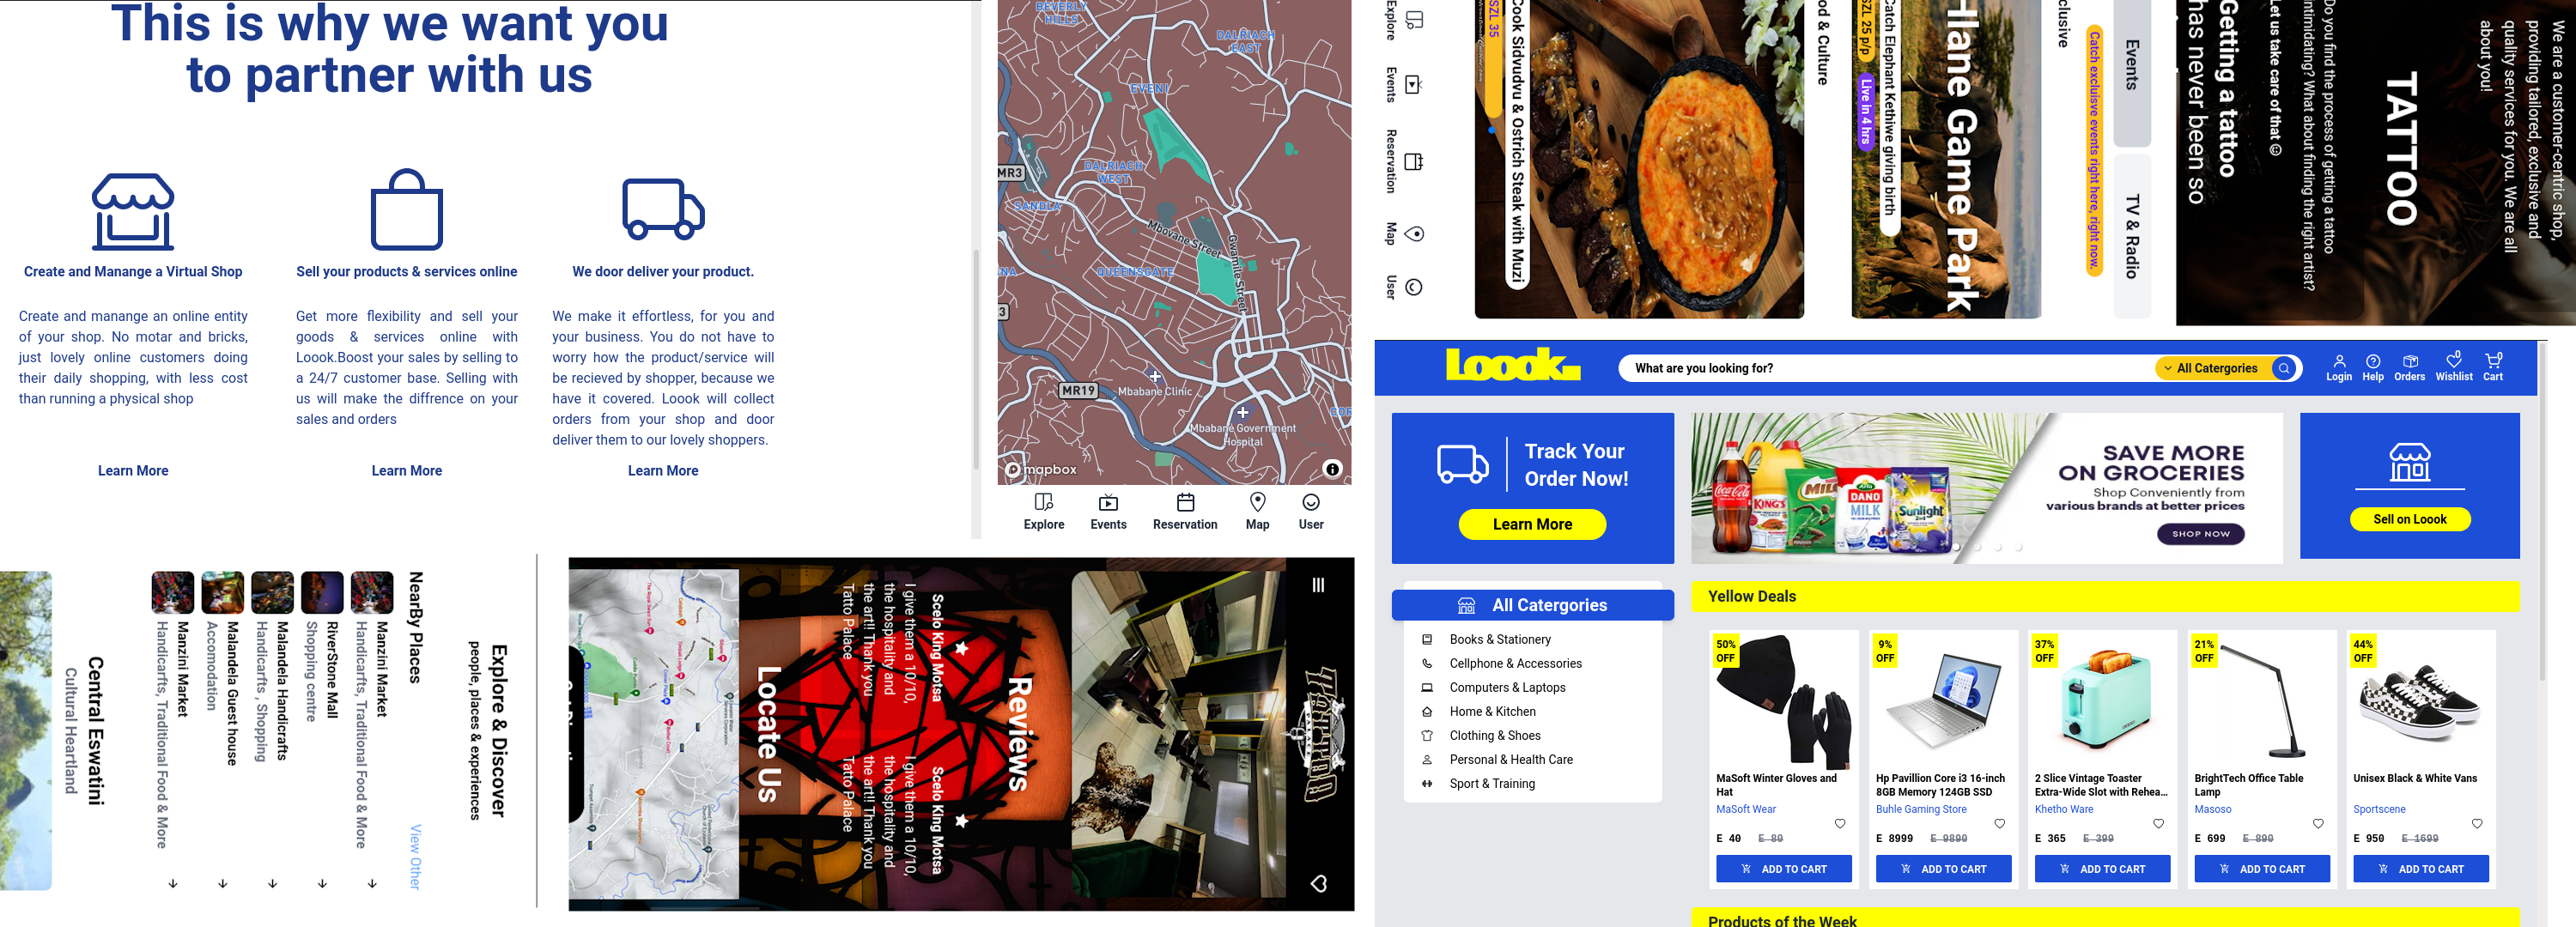 This is why we want you
to partner with us
Create and Manange a Virtual Shop
Create and manange an online entity
of your shop. No motar and bricks,
just lovely online customers doing
their daily shopping, with less cost
than running a physical shop
Learn More
Sell your products & services online
Get more flexibility and sell your
goods & services online with
Loook.Boost your sales by selling to
a 24/7 customer base. Selling with
us will make the diffrence on your
sales and orders
Learn More
We door deliver your product.
We make it effortless, for you and
your business. You do not have to
worry how the product/service will
be recieved by shopper, because we
have it covered. Loook will collect
orders from your shop and door
deliver them to our lovely shoppers.
Learn More
BEVERLY
HILLS
DALRIACH
EAST
EVENI
DALRIACH
WEST
MR3
SANDLA
Mbovane Street
Gwamile Street
QUEENSGATE
NA
3
MR19
Mbabane Clinic
Mbabane Government
Hospital
mapbox
Explore
Events
Reservation
Map
User
We are a customer-centric shop,
providing tailored, exclusive and
quality services for you. We are all
about you!
TATTOO
Do you find the process of getting a tattoo
intimidating? What about finding the right artist?
Let us take care of that
Getting a tattoo
has never been so
Events
TV & Radio
Catch exclusive events right here, right now.
clusive
Hlane Game Park
Catch Elephant Kethiwe giving birth
SZL 25 p/p
Live in 4 hrs
od & Culture
Cook Sidvudvu & Ostrich Steak with Muzi
SZL 35
Explore
Events
Reservation
Map
User
Loook.
What are you looking for?
All Catergories
Login
Help
Orders
0
Wishlist
0
Cart
Track Your
Order Now!
Learn More
SAVE MORE
ON GROCERIES
Shop Conveniently from
various brands at better prices
SHOP NOW
Coca-Cola
KING'S
MILO
Arla
DANO
MILK
Sunlight
Sell on Loook
All Catergories
Books & Stationery
Cellphone & Accessories
Computers & Laptops
Home & Kitchen
Clothing & Shoes
Personal & Health Care
Sport & Training
Yellow Deals
50%
OFF
MaSoft Winter Gloves and
Hat
MaSoft Wear
E 40 E 80
ADD TO CART
9%
OFF
Hp Pavillion Core i3 16-inch
8GB Memory 124GB SSD
Buhle Gaming Store
E 8999 E 9890
ADD TO CART
37%
OFF
2 Slice Vintage Toaster
Extra-Wide Slot with Rehea...
Khetho Ware
E 365 E 399
ADD TO CART
21%
OFF
BrightTech Office Table
Lamp
Masoso
E 699 E 890
ADD TO CART
44%
OFF
Unisex Black & White Vans
Sportscene
E 950 E 1699
ADD TO CART
Products of the Week
Explore & Discover
people, places & experiences
NearBy Places
View Other
Manzini Market
Handicarfts, Traditional Food & More
RiverStone Mall
Shopping centre
Malandela Handicrafts
Handicarfts , Shopping
Malandela Guest house
Accomodation
Manzini Market
Handicarfts, Traditional Food & More
Central Eswatini
Cultural Heartland
Reviews
Scelo King Motsa
I give them a 10/10,
the hospitality and
the art!! Thank you
Tatto Palace
Scelo King Motsa
I give them a 10/10,
the hospitality and
the art!! Thank you
Tatto Palace
Locate Us